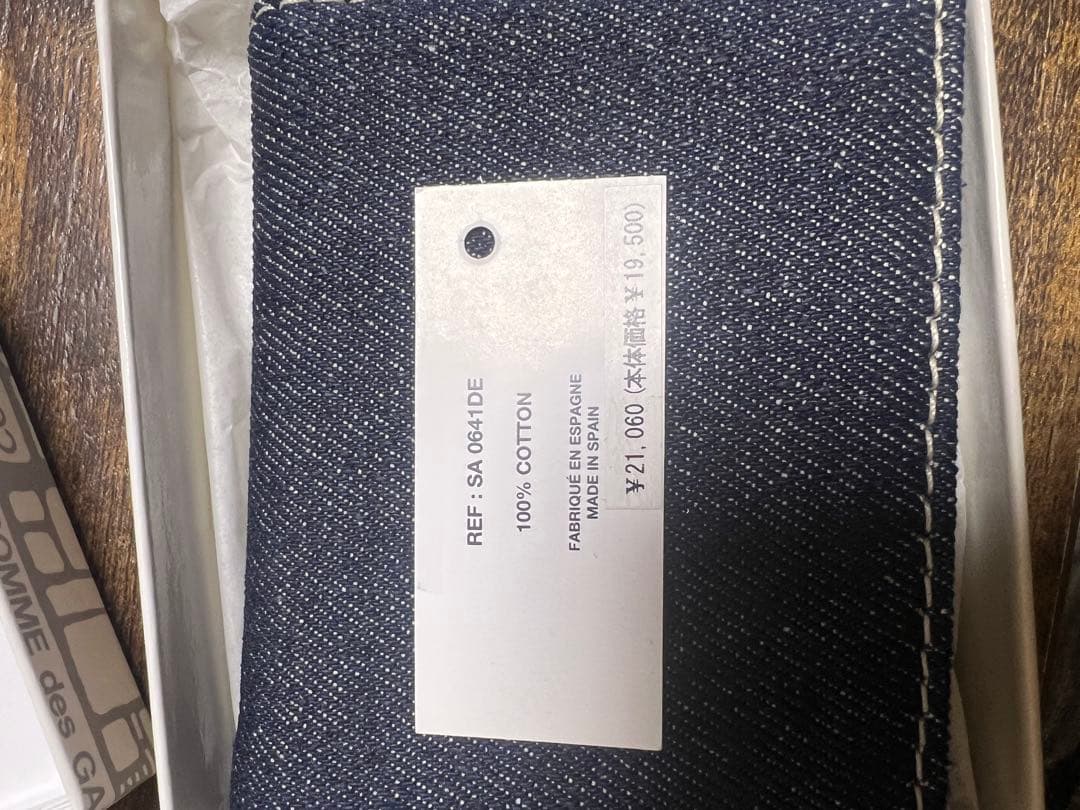 REF : SA 0641DE
100% COTTON
FABRIQUÉ EN ESPAGNE
MADE IN SPAIN
¥21,060 (本体価格¥19,500)
COMME des GA